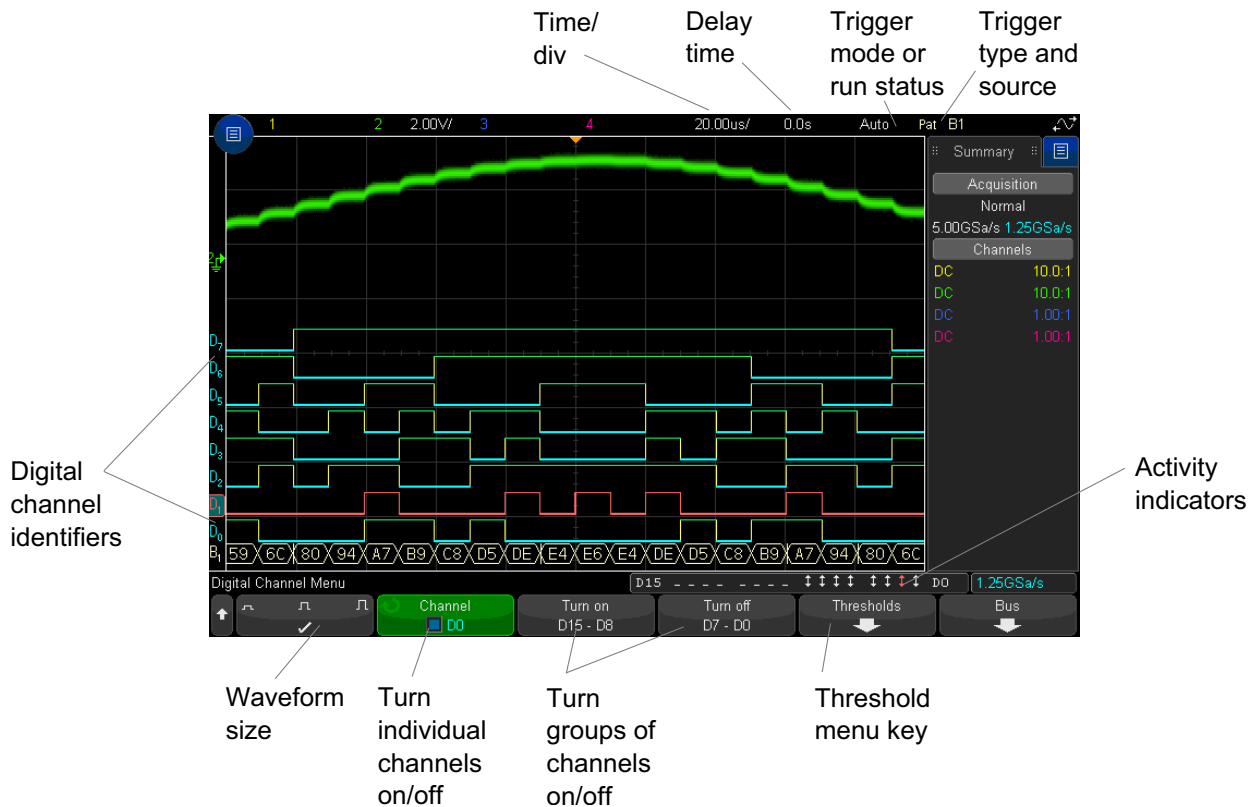 Time/
div
Delay
time
Trigger
mode or
run status
Trigger
type and
source
1 2 2.00V/ 3 4 20.00us/ 0.0s Auto Pat B1
Summary
Acquisition
Normal
5.00GSa/s 1.25GSa/s
Channels
DC 10.0:1
DC 10.0:1
DC 1.00:1
DC 1.00:1
2
D7
D6
D5
D4
D3
D2
D1
D0
B1 59 6C 80 94 A7 B9 C8 D5 DE E4 E6 E4 DE D5 C8 B9 A7 94 80 6C
Digital
channel
identifiers
Activity
indicators
Digital Channel Menu D15 _ _ _ _ _ _ _ _ ↕ ↕ ↕ ↕ ↕ ↕ ↕ ↕ D0 1.25GSa/s
Channel
D0
Turn on
D15 - D8
Turn off
D7 - D0
Thresholds
Bus
Waveform
size
Turn
individual
channels
on/off
Turn
groups of
channels
on/off
Threshold
menu key